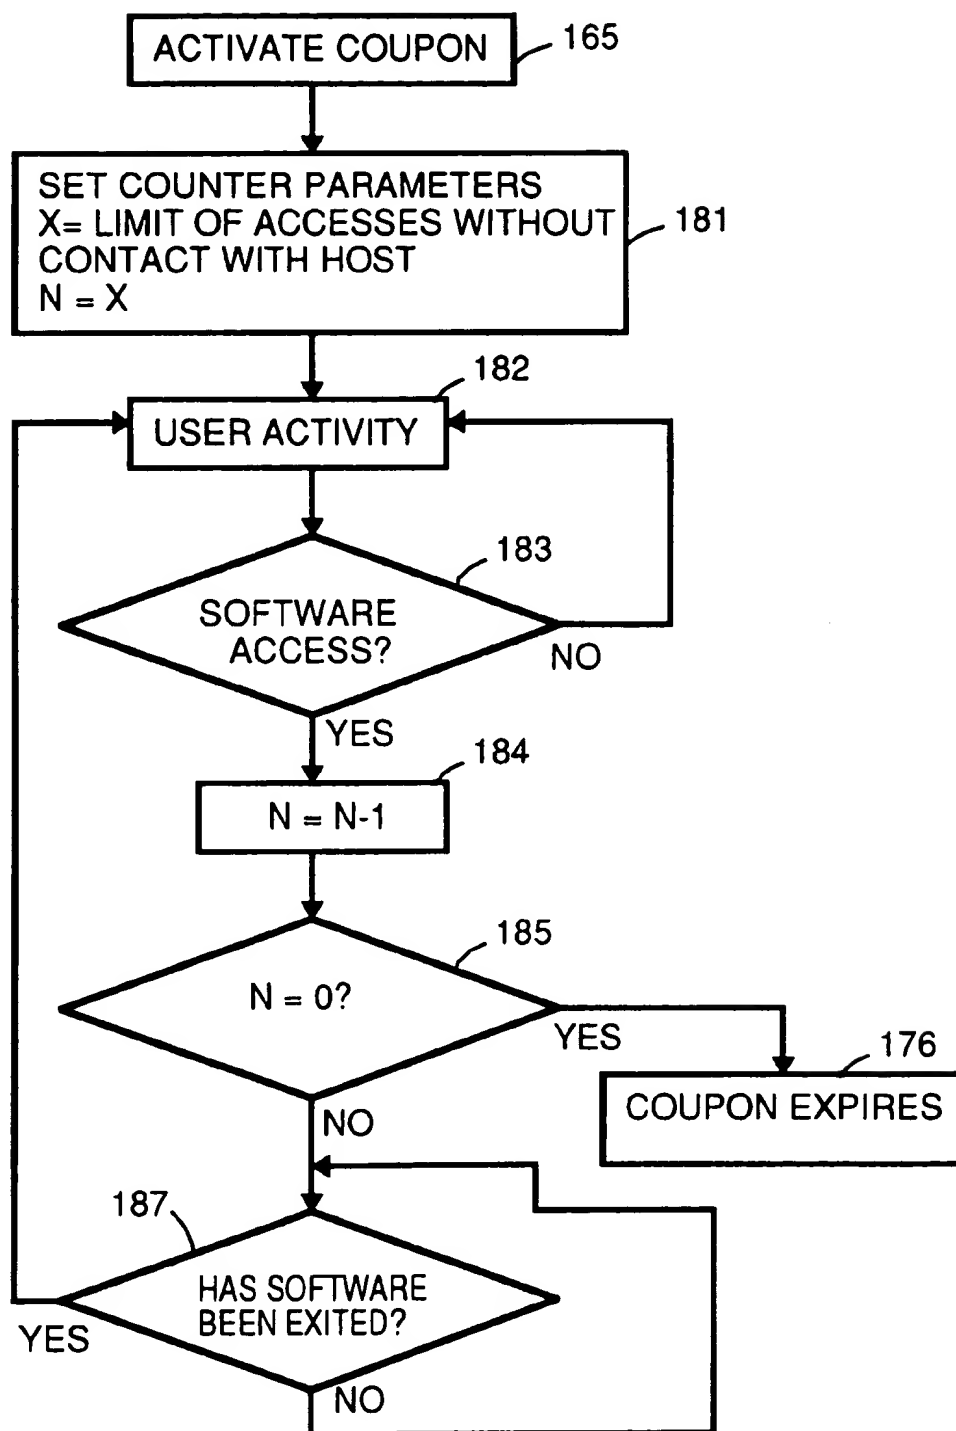 ACTIVATE COUPON
165
SET COUNTER PARAMETERS
X= LIMIT OF ACCESSES WITHOUT
CONTACT WITH HOST
N = X
181
182
USER ACTIVITY
183
SOFTWARE
ACCESS?
NO
YES
184
N = N-1
185
N = 0?
YES
176
COUPON EXPIRES
NO
187
HAS SOFTWARE
BEEN EXITED?
YES
NO